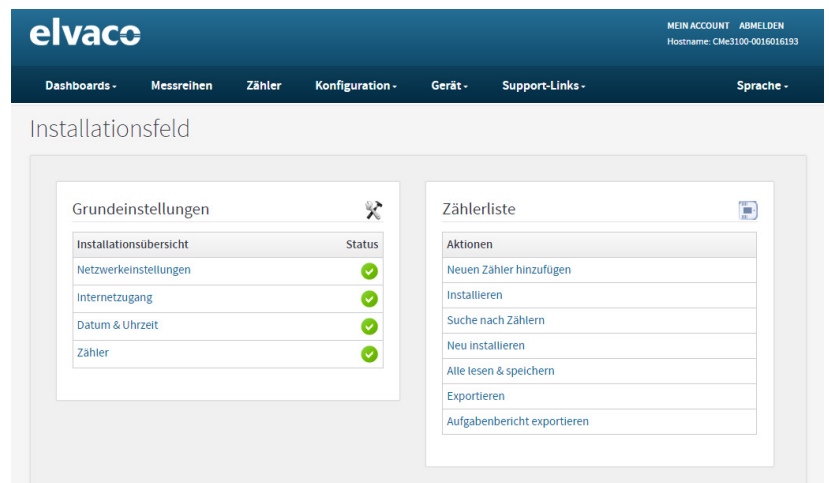 elvaco
MEIN ACCOUNT ABMELDEN
Hostname: CMe3100-0016016193
Dashboards Messreihen Zähler Konfiguration Gerät Support-Links Sprache
Installationsfeld
Grundeinstellungen
Installationsübersicht Status
Netzwerkeinstellungen
Internetzugang
Datum & Uhrzeit
Zähler
Zählerliste
Aktionen
Neuen Zähler hinzufügen
Installieren
Suche nach Zählern
Neu installieren
Alle lesen & speichern
Exportieren
Aufgabenbericht exportieren